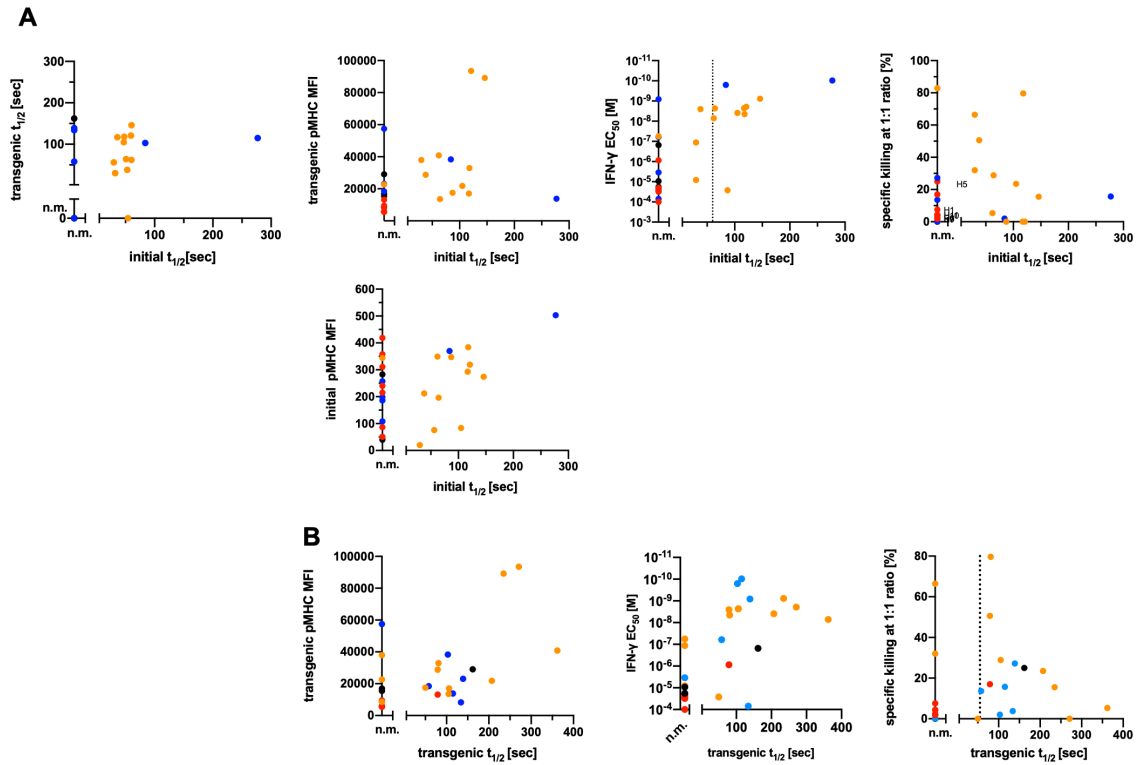 A
transgenic t1/2 [sec]
300
200
100
n.m.
0
n.m.
100
200
300
initial t1/2[sec]
transgenic pMHC MFI
100000
80000
60000
40000
20000
n.m.
100
200
300
initial t1/2 [sec]
IFN-γ EC50 [M]
10-11
10-10
10-9
10-8
10-7
10-6
10-5
10-4
10-3
n.m.
100
200
300
initial t1/2 [sec]
specific killing at 1:1 ratio [%]
100
80
60
40
20
0
H5
H1
n.m.
100
200
300
initial t1/2 [sec]
initial pMHC MFI
600
500
400
300
200
100
0
n.m.
100
200
300
initial t1/2 [sec]
B
transgenic pMHC MFI
100000
80000
60000
40000
20000
0
n.m.
100
200
300
400
transgenic t1/2 [sec]
IFN-γ EC50 [M]
10-11
10-10
10-9
10-8
10-7
10-6
10-5
10-4
n.m.
100
200
300
400
transgenic t1/2 [sec]
specific killing at 1:1 ratio [%]
80
60
40
20
0
n.m.
100
200
300
400
transgenic t1/2 [sec]